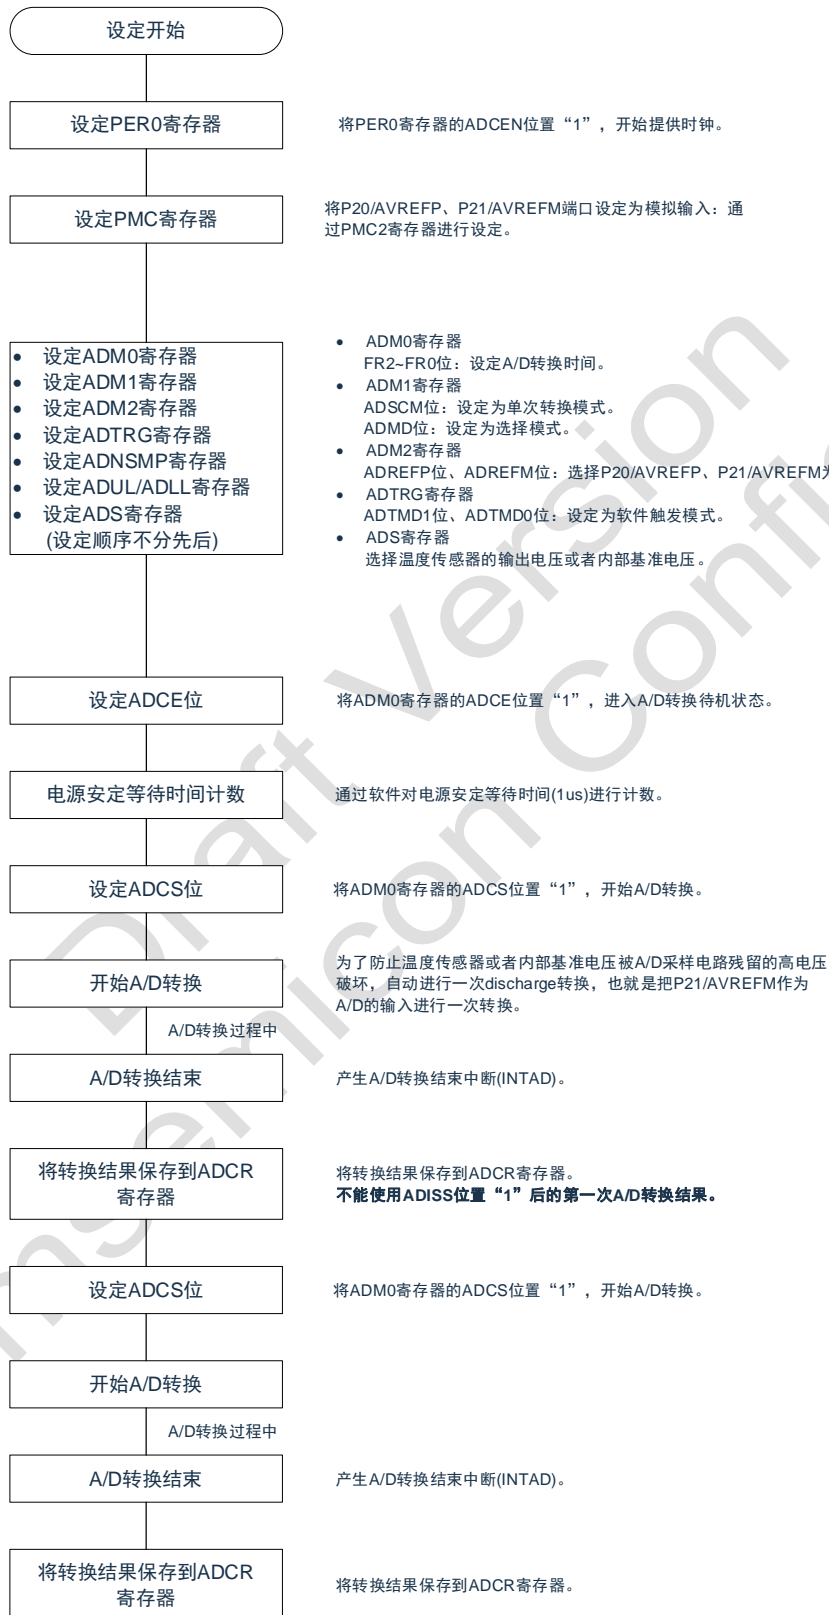 设定开始
设定PER0寄存器
将PER0寄存器的ADCEN位置“1”，开始提供时钟。
设定PMC寄存器
将P20/AVREFP、P21/AVREFM端口设定为模拟输入：通
过PMC2寄存器进行设定。
• 设定ADM0寄存器
• 设定ADM1寄存器
• 设定ADM2寄存器
• 设定ADTRG寄存器
• 设定ADNSMP寄存器
• 设定ADUL/ADLL寄存器
• 设定ADS寄存器
(设定顺序不分先后)
• ADM0寄存器
FR2~FR0位：设定A/D转换时间。
• ADM1寄存器
ADSCM位：设定为单次转换模式。
ADMD位：设定为选择模式。
• ADM2寄存器
ADREFP位、ADREFM位：选择P20/AVREFP、P21/AVREFM为
• ADTRG寄存器
ADTMD1位、ADTMD0位：设定为软件触发模式。
• ADS寄存器
选择温度传感器的输出电压或者内部基准电压。
设定ADCE位
将ADM0寄存器的ADCE位置“1”，进入A/D转换待机状态。
电源安定等待时间计数
通过软件对电源安定等待时间(1us)进行计数。
设定ADCS位
将ADM0寄存器的ADCS位置“1”，开始A/D转换。
开始A/D转换
为了防止温度传感器或者内部基准电压被A/D采样电路残留的高电压
破坏，自动进行一次discharge转换，也就是把P21/AVREFM作为
A/D的输入进行一次转换。
A/D转换过程中
A/D转换结束
产生A/D转换结束中断(INTAD)。
将转换结果保存到ADCR
寄存器
将转换结果保存到ADCR寄存器。
不能使用ADISS位置“1”后的第一次A/D转换结果。
设定ADCS位
将ADM0寄存器的ADCS位置“1”，开始A/D转换。
开始A/D转换
A/D转换过程中
A/D转换结束
产生A/D转换结束中断(INTAD)。
将转换结果保存到ADCR
寄存器
将转换结果保存到ADCR寄存器。
Draft Version